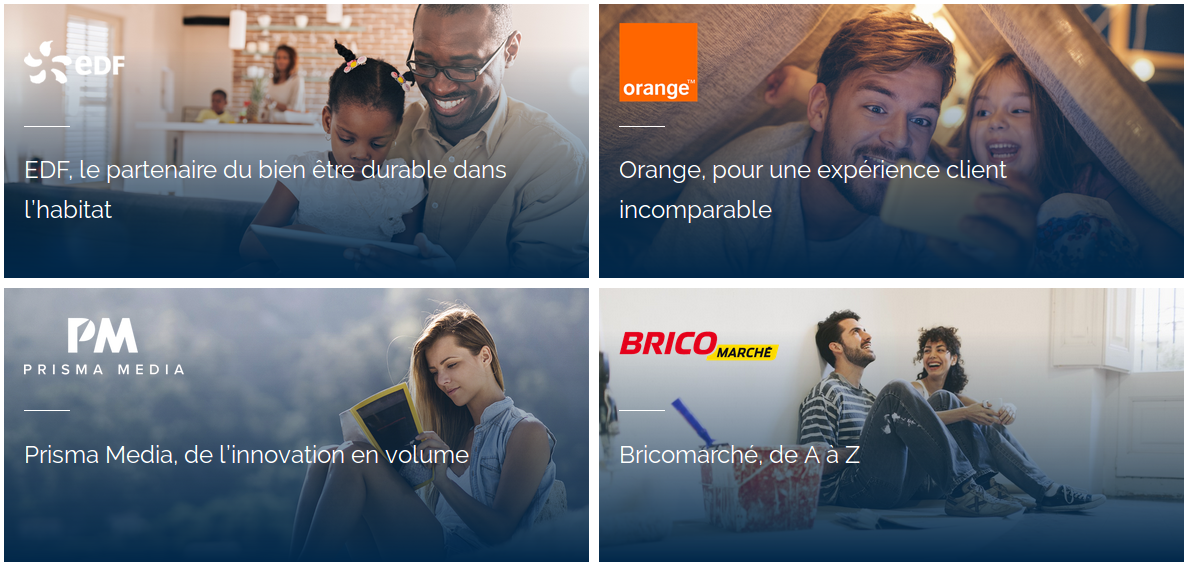 EDF
EDF, le partenaire du bien être durable dans
l’habitat
orange™
Orange, pour une expérience client
incomparable
PM
PRISMA MEDIA
Prisma Media, de l’innovation en volume
BRICO
MARCHÉ
Bricomarché, de A à Z